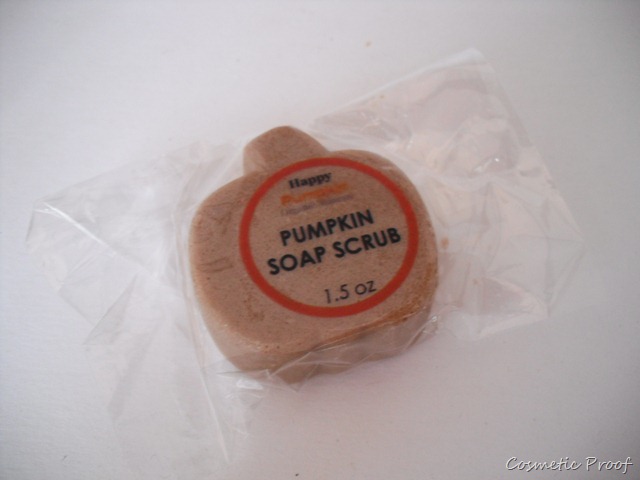 Happy
PUMPKIN
SOAP SCRUB
1.5 oz
Cosmetic Proof